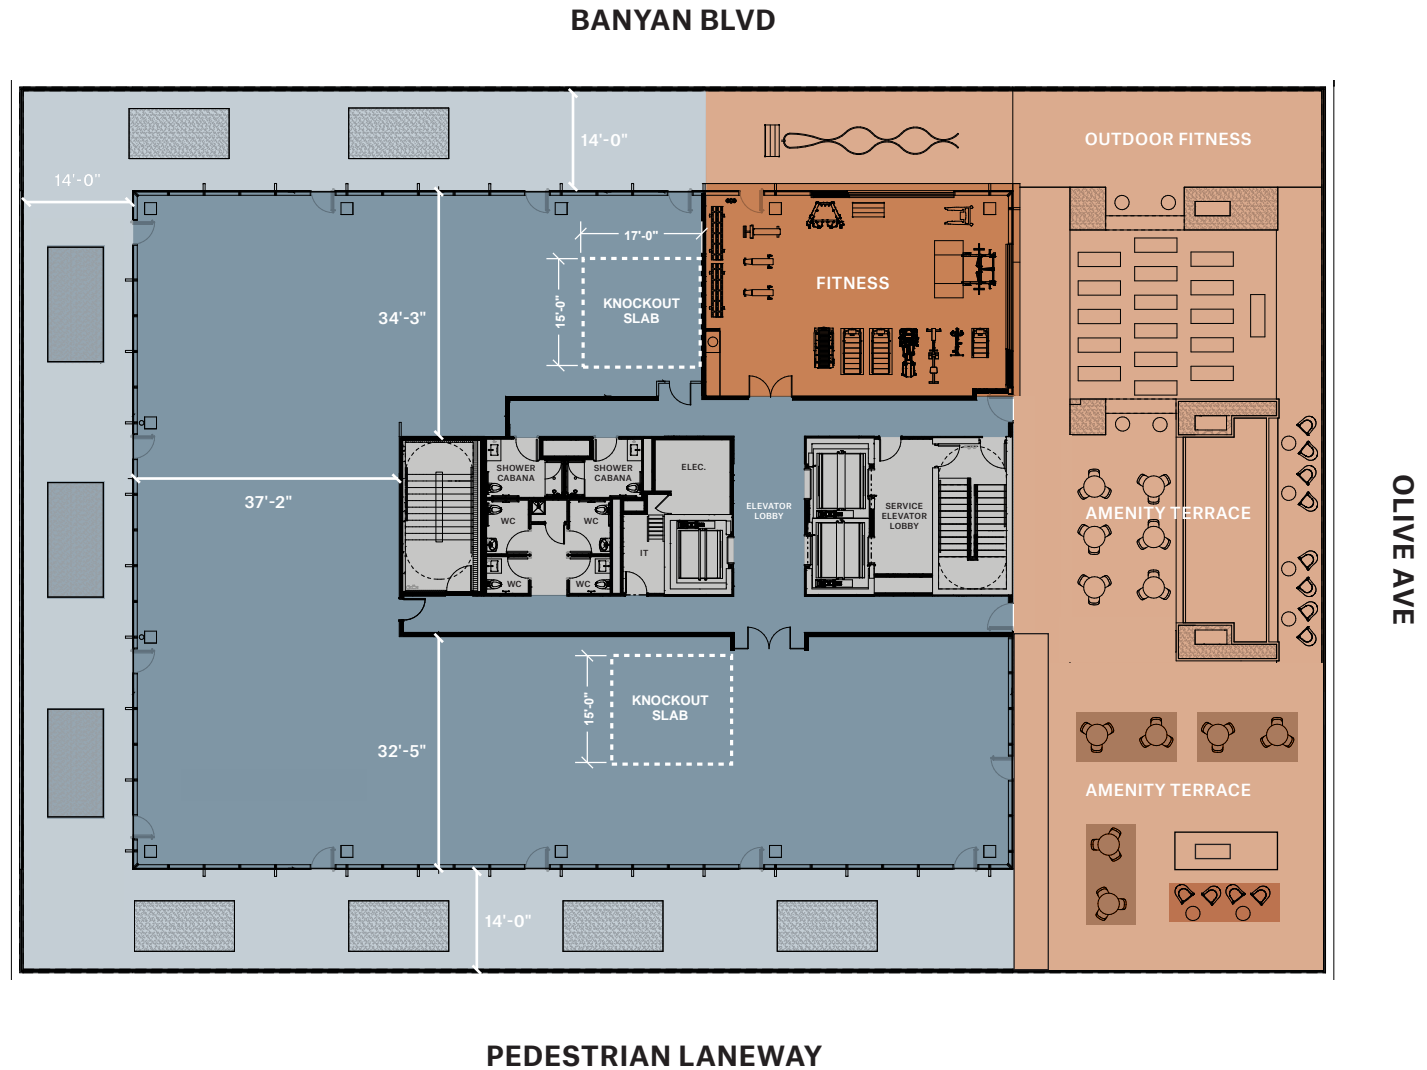 BANYAN BLVD
14'-0"
OUTDOOR FITNESS
14'-0"
17'-0"
15'-0"
KNOCKOUT
SLAB
FITNESS
34'-3"
SHOWER
CABANA
SHOWER
CABANA
ELEC.
37'-2"
WC
WC
ELEVATOR
LOBBY
SERVICE
ELEVATOR
LOBBY
AMENITY TERRACE
IT
WC
WC
OLIVE AVE
15'-0"
KNOCKOUT
SLAB
32'-5"
AMENITY TERRACE
14'-0"
PEDESTRIAN LANEWAY